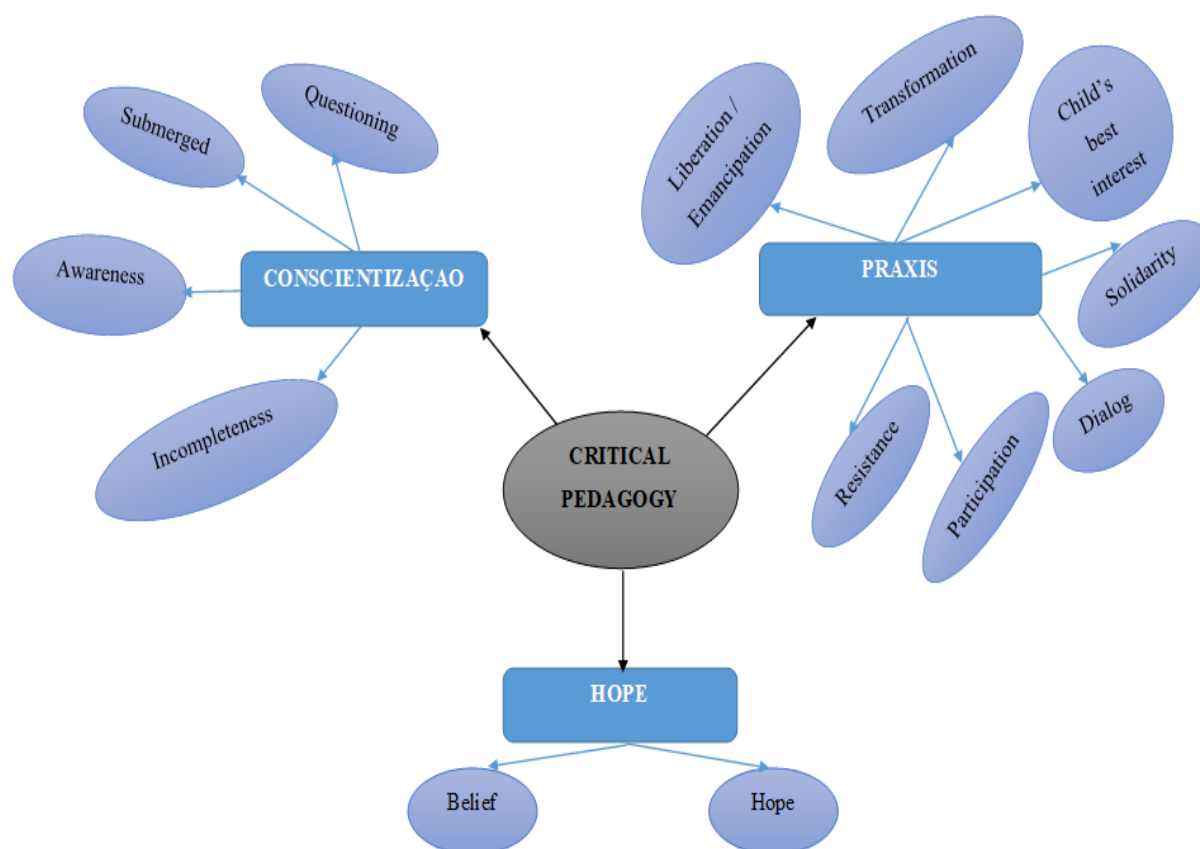 Questioning
Submerged
Awareness
Incompleteness
CONSCIENTIZAÇAO
Liberation /
Emancipation
Transformation
Child's
best
interest
Solidarity
Dialog
Participation
Resistance
PRAXIS
CRITICAL
PEDAGOGY
HOPE
Belief
Hope